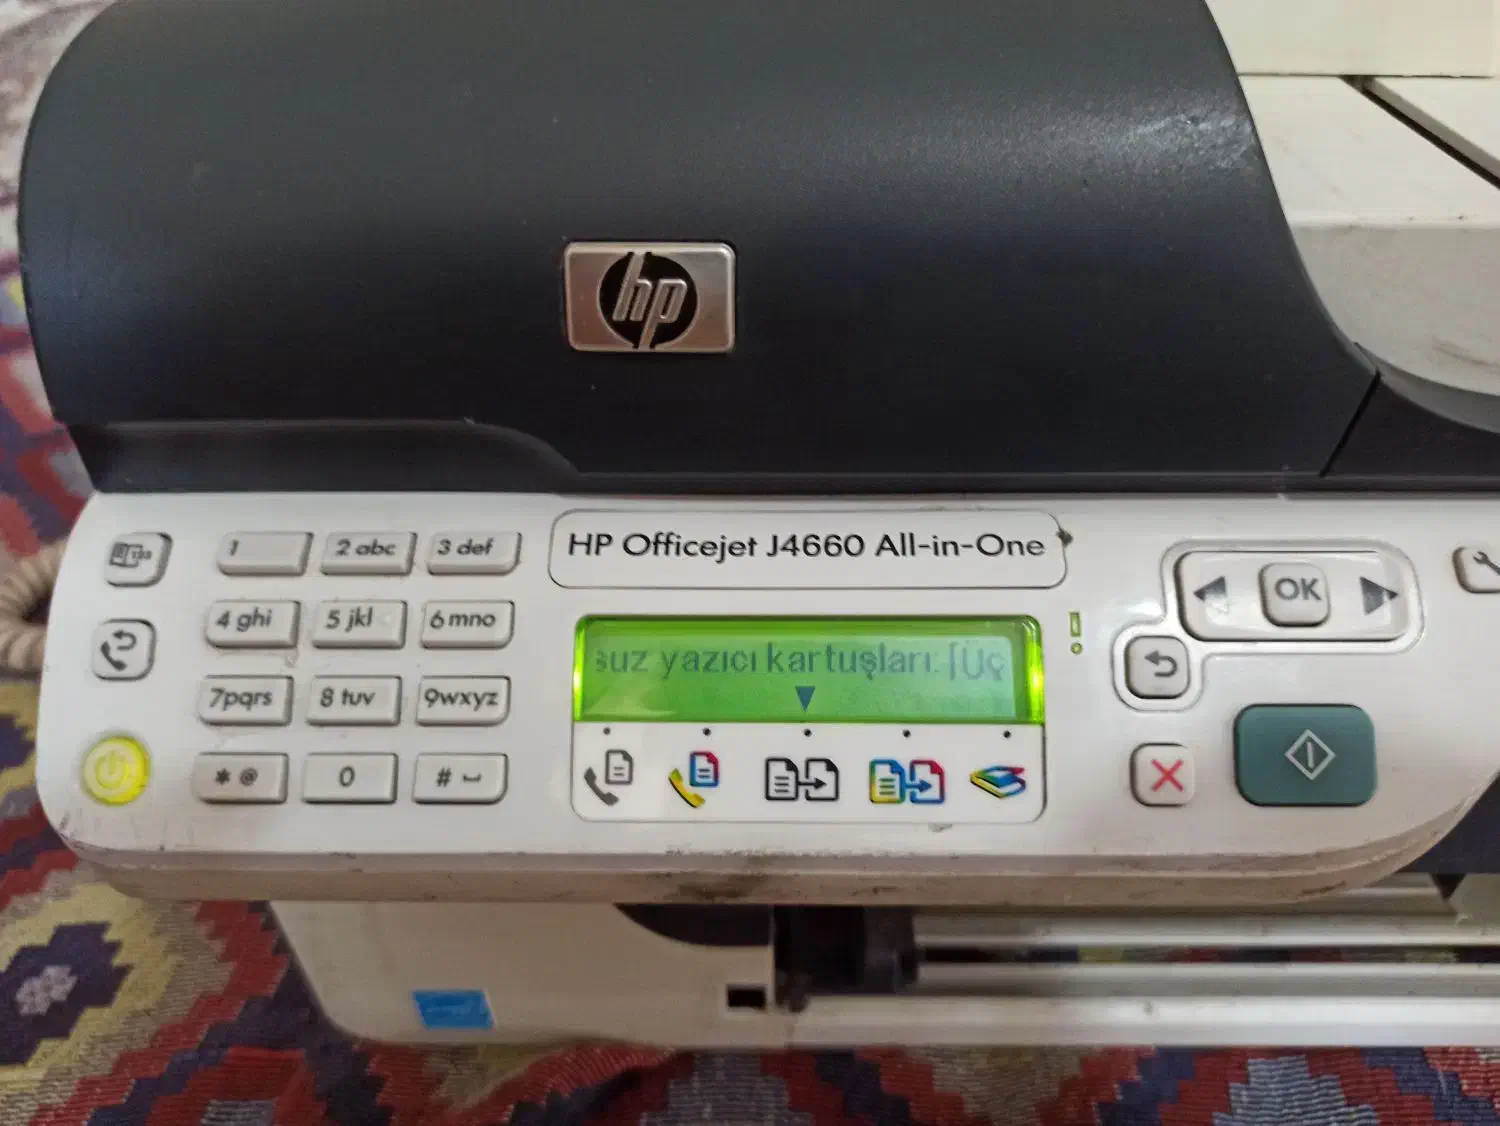 hp
HP Officejet J4660 All-in-One
1 2 abc 3 def
4 ghi 5 jkl 6 mno
7pqrs 8 tuv 9wxyz
* @ 0 #
suz yazıcı kartuşları: [Üç
OK